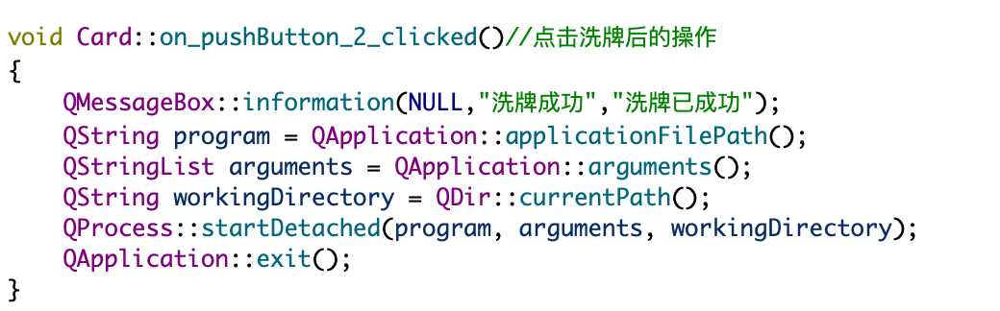 void Card::on_pushButton_2_clicked()//点击洗牌后的操作
{
    QMessageBox::information(NULL,"洗牌成功","洗牌已成功");
    QString program = QApplication::applicationFilePath();
    QStringList arguments = QApplication::arguments();
    QString workingDirectory = QDir::currentPath();
    QProcess::startDetached(program, arguments, workingDirectory);
    QApplication::exit();
}